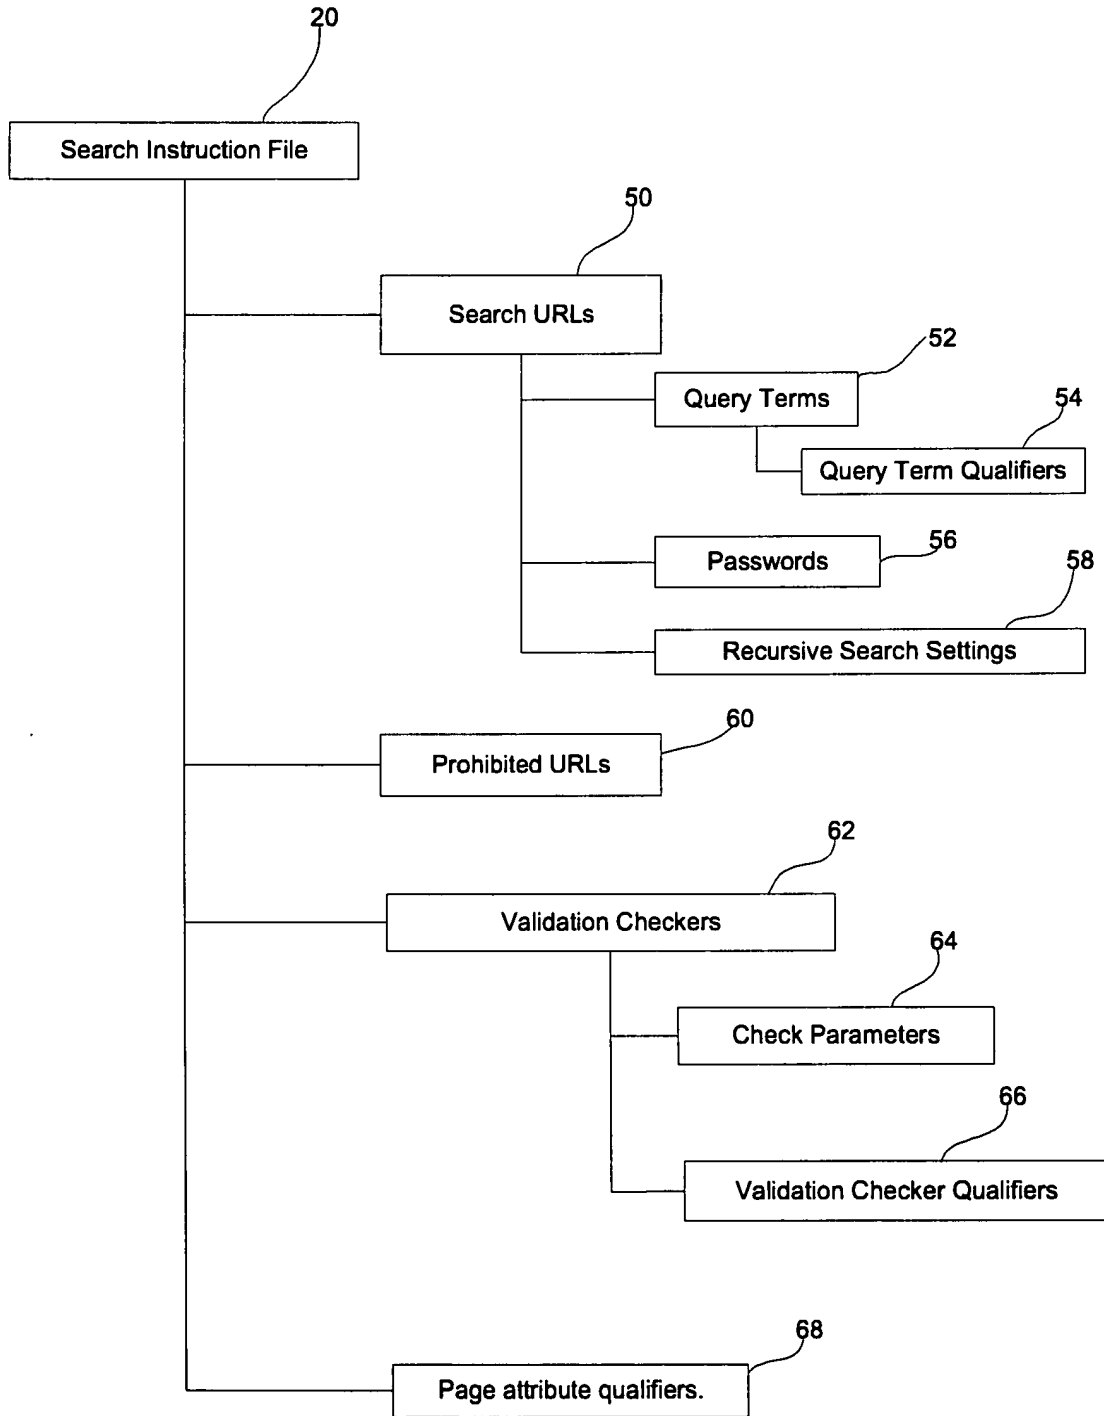 20
Search Instruction File
50
Search URLs
52
Query Terms
54
Query Term Qualifiers
56
Passwords
58
Recursive Search Settings
60
Prohibited URLs
62
Validation Checkers
64
Check Parameters
66
Validation Checker Qualifiers
68
Page attribute qualifiers.